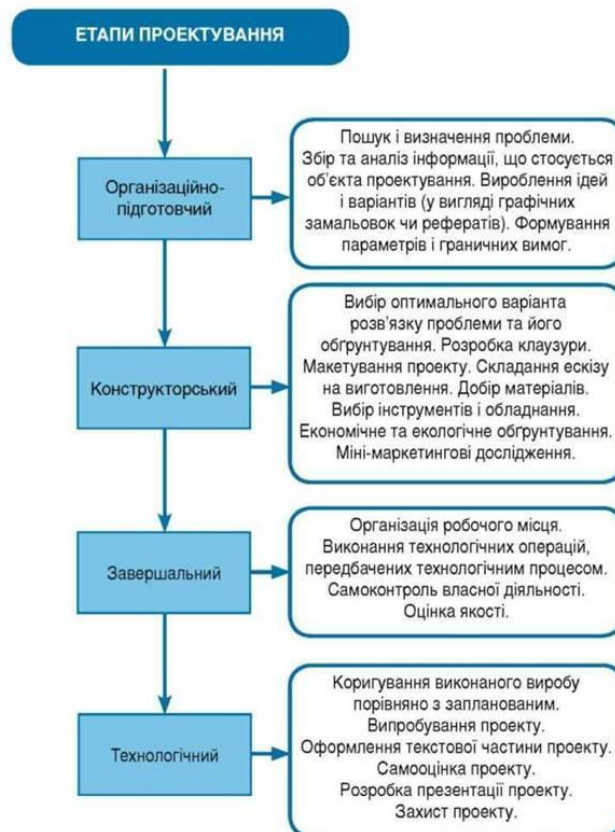 ЕТАПИ ПРОЕКТУВАННЯ
Організаційно-
підготовчий
Пошук і визначення проблеми.
Збір та аналіз інформації, що стосується
об’єкта проектування. Вироблення ідей
і варіантів (у вигляді графічних
замальовок чи рефератів). Формування
параметрів і граничних вимог.
Конструкторський
Вибір оптимального варіанта
розв’язку проблеми та його
обґрунтування. Розробка клаузури.
Макетування проекту. Складання ескізу
на виготовлення. Добір матеріалів.
Вибір інструментів і обладнання.
Економічне та екологічне обґрунтування.
Міні-маркетингові дослідження.
Завершальний
Організація робочого місця.
Виконання технологічних операцій,
передбачених технологічним процесом.
Самоконтроль власної діяльності.
Оцінка якості.
Технологічний
Коригування виконаного виробу
порівняно з запланованим.
Випробування проекту.
Оформлення текстової частини проекту.
Самооцінка проекту.
Розробка презентації проекту.
Захист проекту.